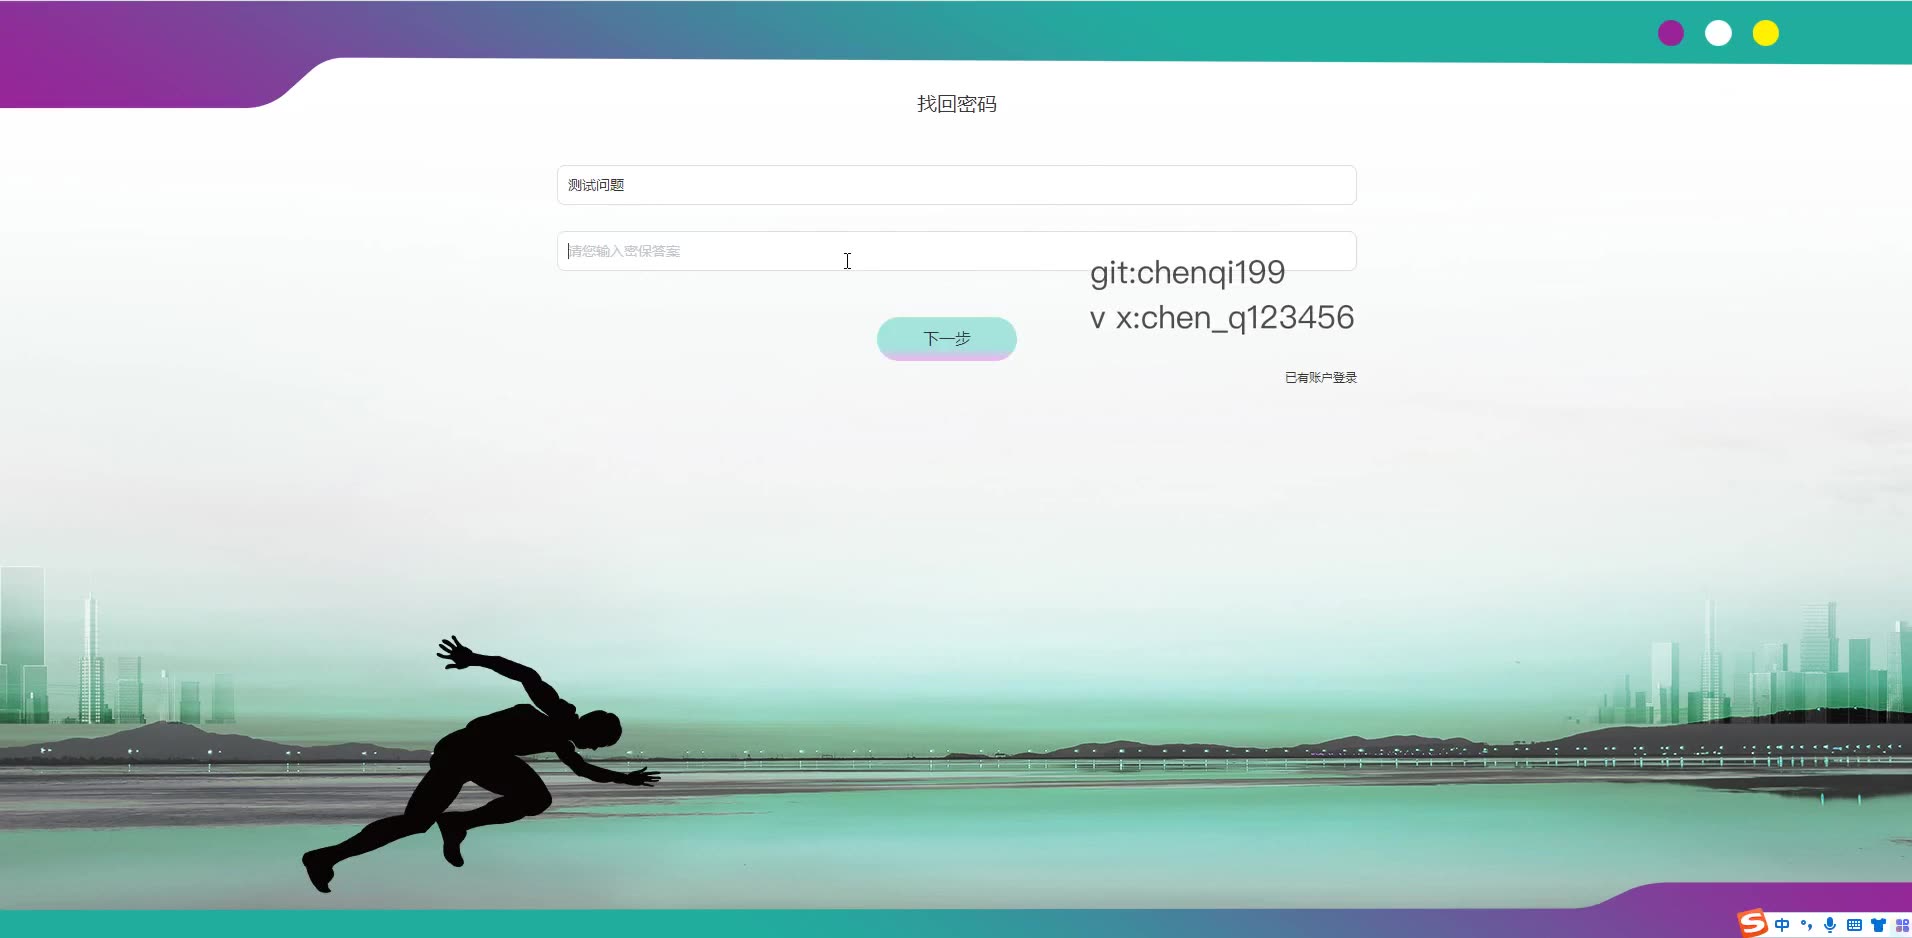 找回密码
测试问题
请您输入密保答案
git:chenqi199
v x:chen_q123456
下一步
已有账户登录
中